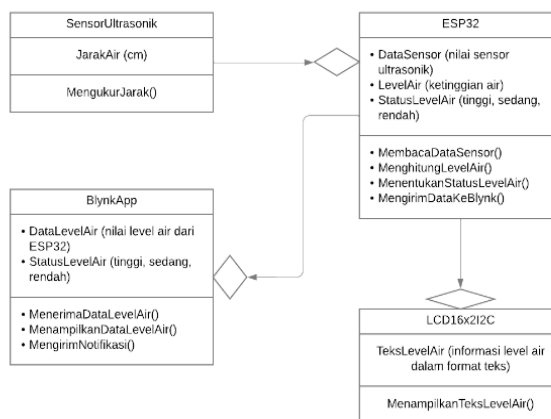 SensorUltrasonik
JarakAir (cm)
MengukurJarak()
ESP32
• DataSensor (nilai sensor
ultrasonik)
• LevelAir (ketinggian air)
• StatusLevelAir (tinggi, sedang,
rendah)
• MembacaDataSensor()
• MenghitungLevelAir()
• MenentukanStatusLevelAir()
• MengirimDataKeBlynk()
BlynkApp
• DataLevelAir (nilai level air dari
ESP32)
• StatusLevelAir (tinggi, sedang,
rendah)
• MenerimaDataLevelAir()
• MenampilkanDataLevelAir()
• MengirimNotifikasi()
LCD16x2I2C
TeksLevelAir (informasi level air
dalam format teks)
MenampilkanTeksLevelAir()